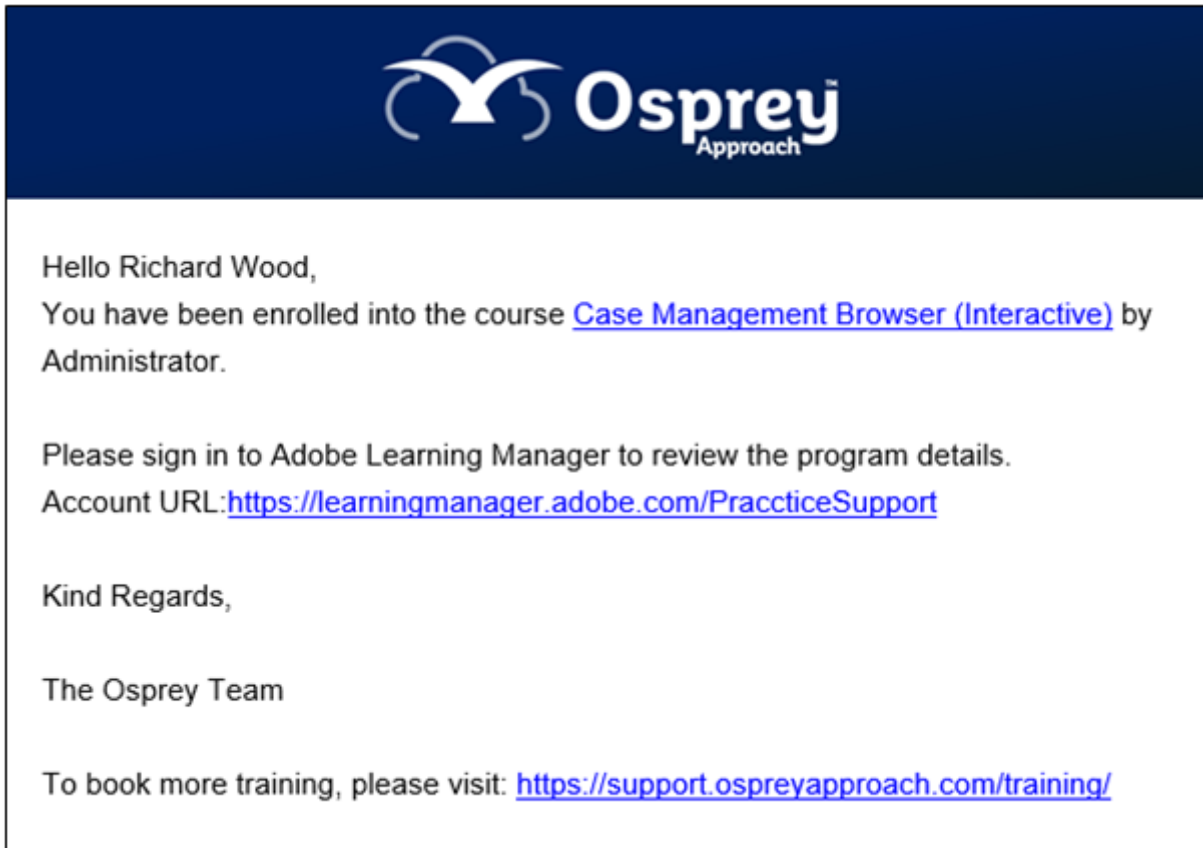 Osprey™
Approach
Hello Richard Wood,
You have been enrolled into the course Case Management Browser (Interactive) by
Administrator.
Please sign in to Adobe Learning Manager to review the program details.
Account URL:https://learningmanager.adobe.com/PraccticeSupport
Kind Regards,
The Osprey Team
To book more training, please visit: https://support.ospreyapproach.com/training/